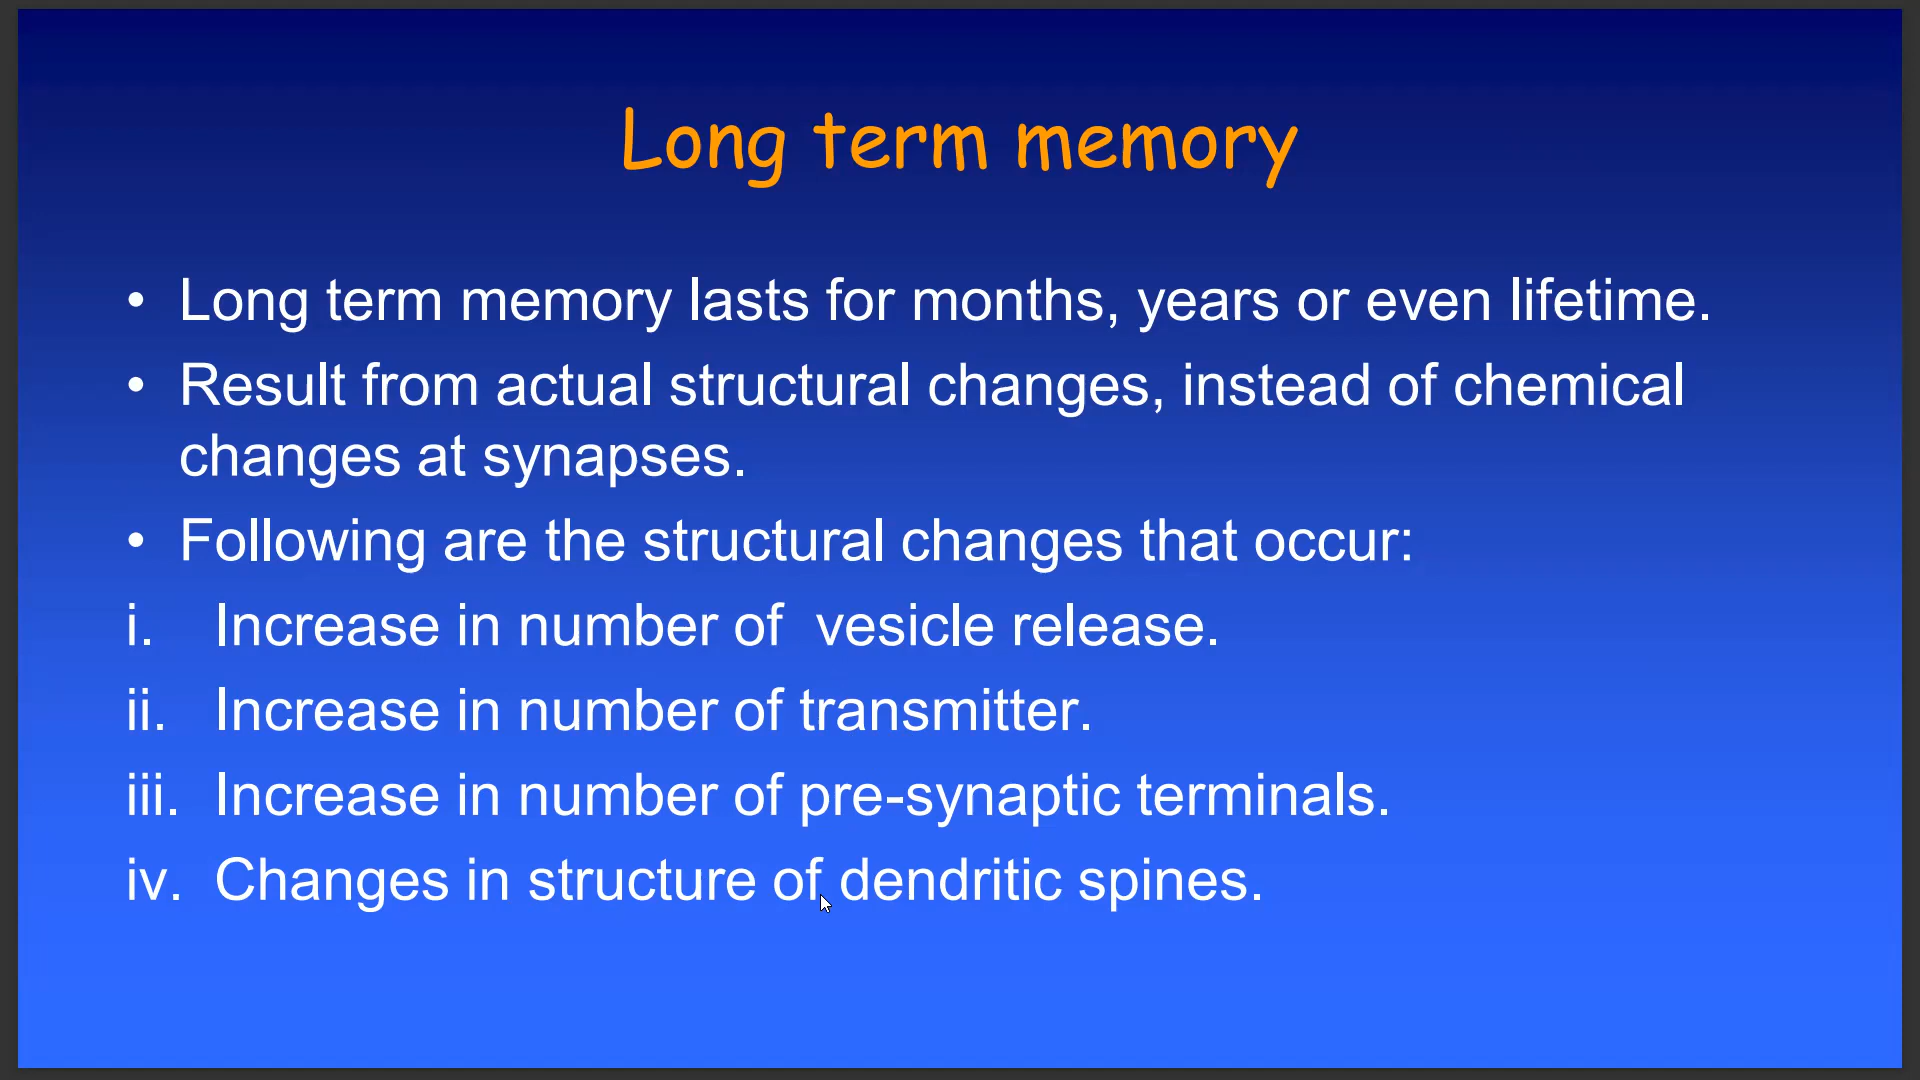 Long term memory
• Long term memory lasts for months, years or even lifetime.
• Result from actual structural changes, instead of chemical
changes at synapses.
• Following are the structural changes that occur:
i. Increase in number of  vesicle release.
ii. Increase in number of transmitter.
iii. Increase in number of pre-synaptic terminals.
iv. Changes in structure of dendritic spines.